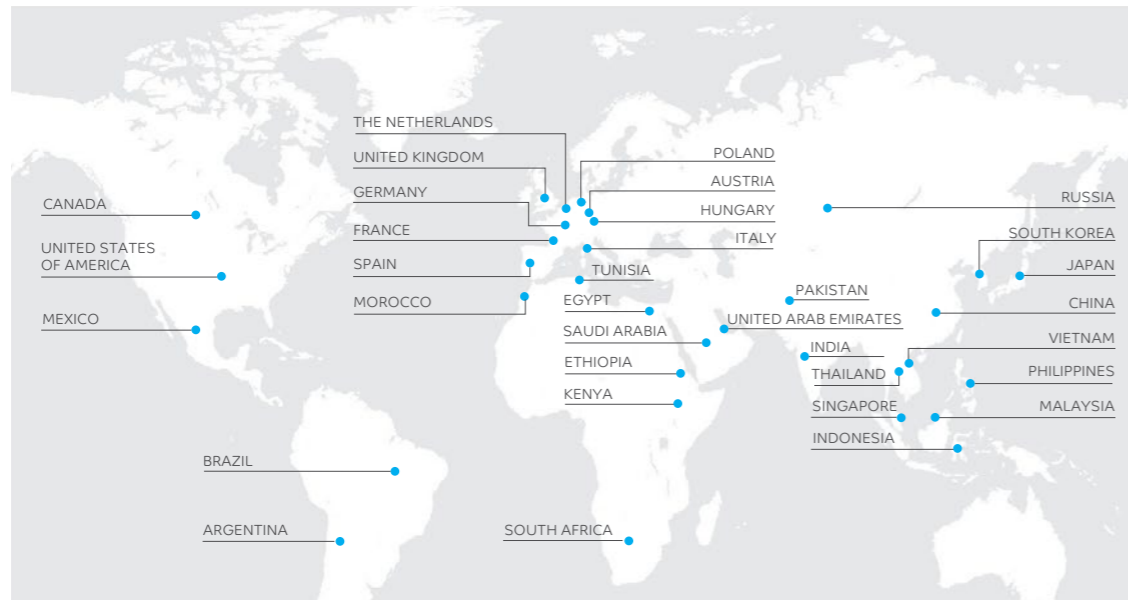 THE NETHERLANDS
UNITED KINGDOM
GERMANY
FRANCE
SPAIN
MOROCCO
CANADA
UNITED STATES
OF AMERICA
MEXICO
BRAZIL
ARGENTINA
POLAND
AUSTRIA
HUNGARY
ITALY
TUNISIA
EGYPT
SAUDI ARABIA
ETHIOPIA
KENYA
SOUTH AFRICA
PAKISTAN
UNITED ARAB EMIRATES
INDIA
THAILAND
SINGAPORE
INDONESIA
RUSSIA
SOUTH KOREA
JAPAN
CHINA
VIETNAM
PHILIPPINES
MALAYSIA